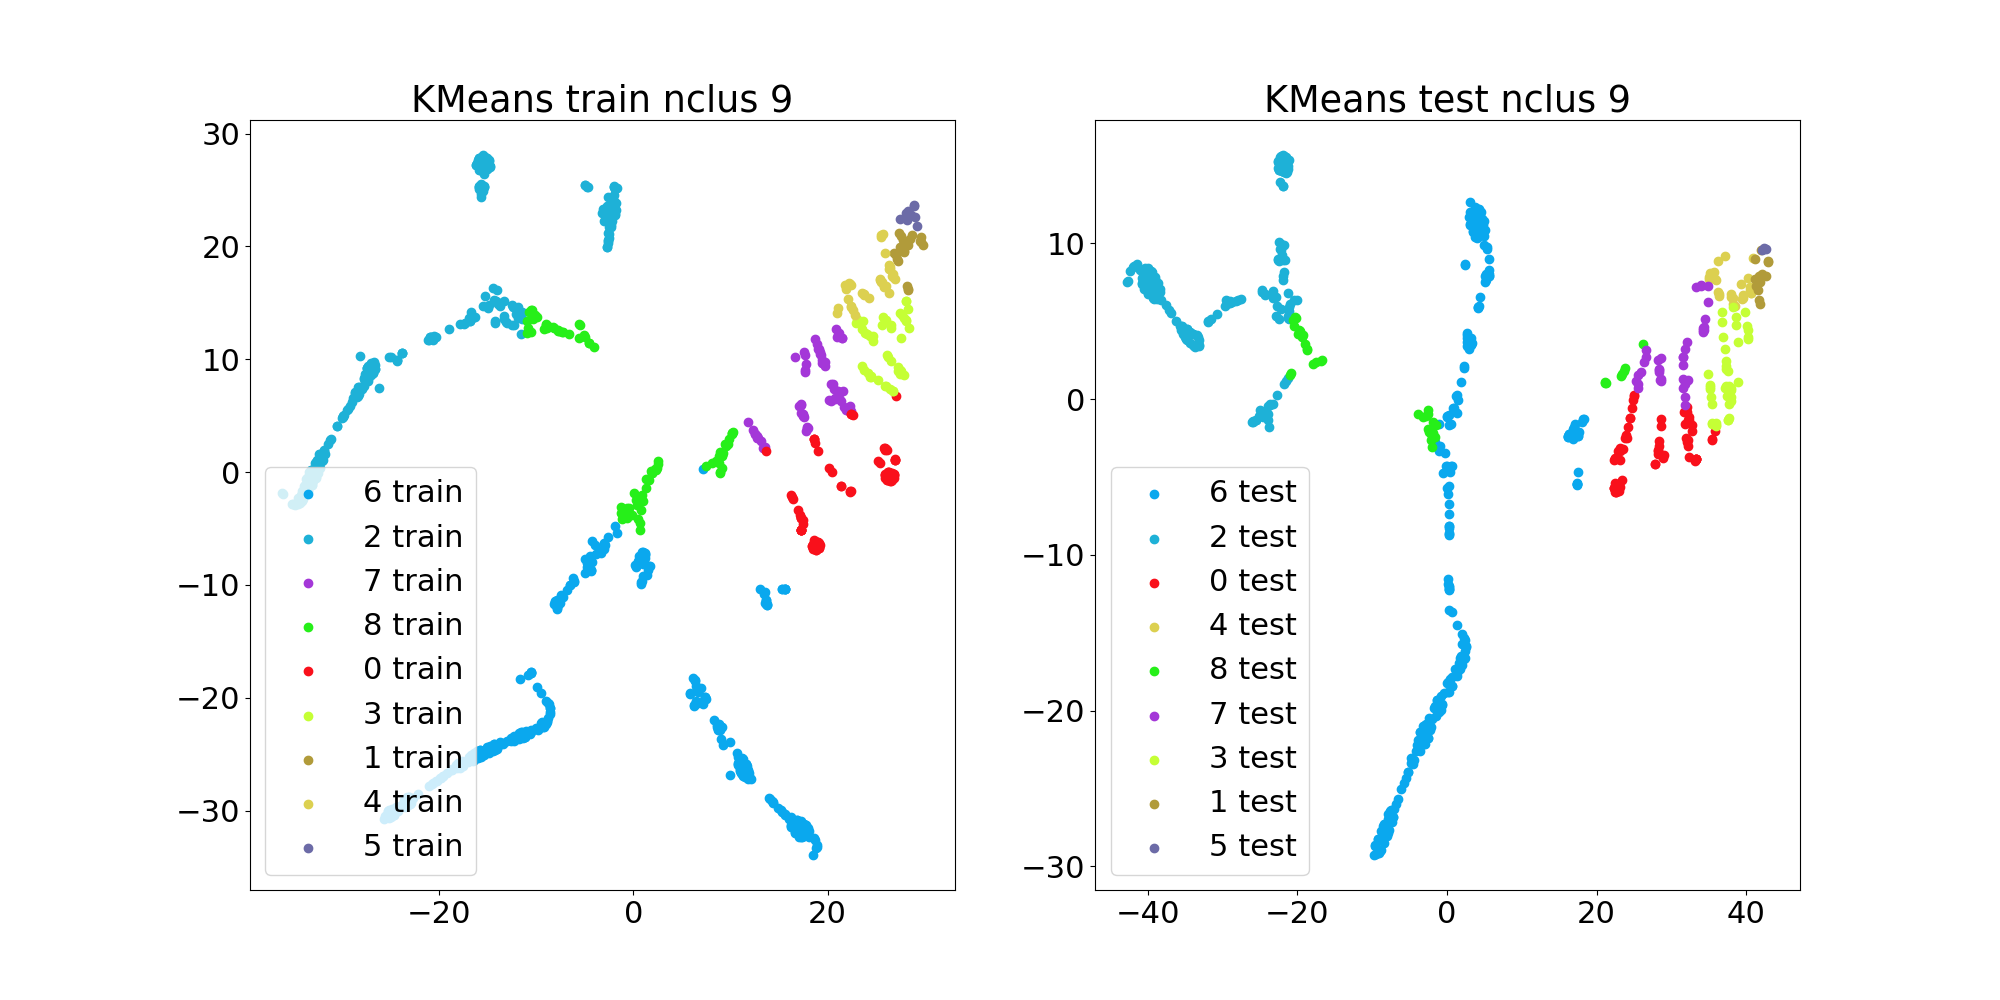 KMeans train nclus 9
30
20
10
0
−10
−20
−30
−20
0
20
6 train
2 train
7 train
8 train
0 train
3 train
1 train
4 train
5 train
KMeans test nclus 9
10
0
−10
−20
−30
−40
−20
0
20
40
6 test
2 test
0 test
4 test
8 test
7 test
3 test
1 test
5 test